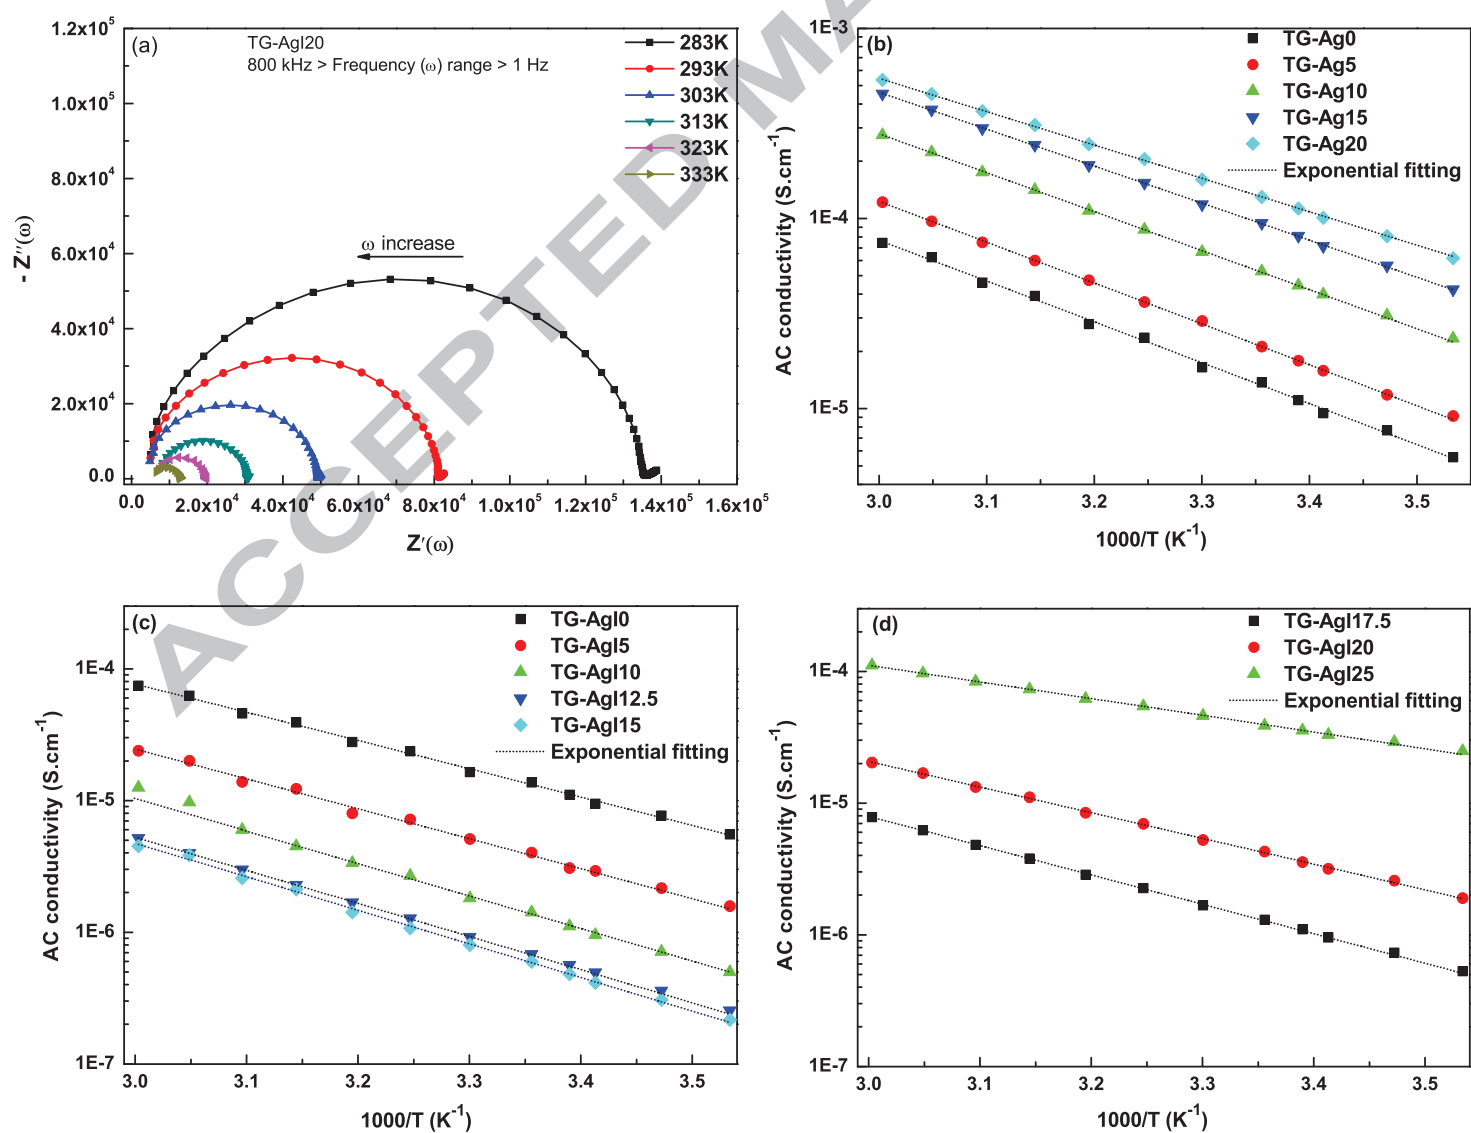 (a)
TG-AgI20
800 kHz > Frequency (ω) range > 1 Hz
283K
293K
303K
313K
323K
333K
ω increase
1.2x10⁵
1.0x10⁵
8.0x10⁴
6.0x10⁴
4.0x10⁴
2.0x10⁴
0.0
- Z''(ω)
0.0 2.0x10⁴ 4.0x10⁴ 6.0x10⁴ 8.0x10⁴ 1.0x10⁵ 1.2x10⁵ 1.4x10⁵ 1.6x10⁵
Z'(ω)
(b)
TG-Ag0
TG-Ag5
TG-Ag10
TG-Ag15
TG-Ag20
Exponential fitting
1E-3
1E-4
1E-5
AC conductivity (S.cm⁻¹)
3.0 3.1 3.2 3.3 3.4 3.5
1000/T (K⁻¹)
(c)
TG-AgI0
TG-AgI5
TG-AgI10
TG-AgI12.5
TG-AgI15
Exponential fitting
1E-4
1E-5
1E-6
1E-7
AC conductivity (S.cm⁻¹)
3.0 3.1 3.2 3.3 3.4 3.5
1000/T (K⁻¹)
(d)
TG-AgI17.5
TG-AgI20
TG-AgI25
Exponential fitting
1E-4
1E-5
1E-6
1E-7
AC conductivity (S.cm⁻¹)
3.0 3.1 3.2 3.3 3.4 3.5
1000/T (K⁻¹)
ACCEPTED MA